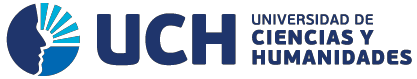 UCH
UNIVERSIDAD DE
CIENCIAS Y
HUMANIDADES